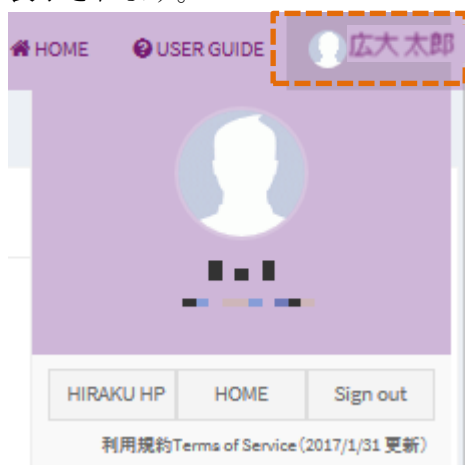 表示されます。
HOME USER GUIDE 広大 太郎
HIRAKU HP HOME Sign out
利用規約Terms of Service(2017/1/31 更新)